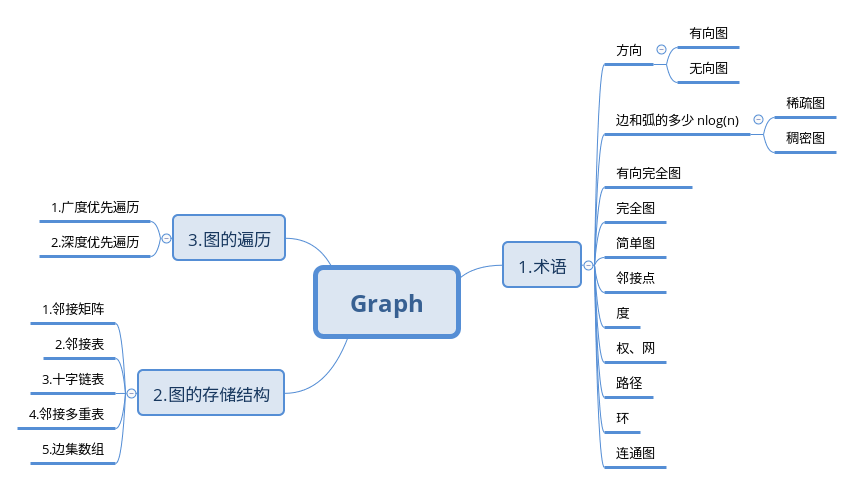 Graph
1.术语
方向
有向图
无向图
边和弧的多少 nlog(n)
稀疏图
稠密图
有向完全图
完全图
简单图
邻接点
度
权、网
路径
环
连通图
2.图的存储结构
1.邻接矩阵
2.邻接表
3.十字链表
4.邻接多重表
5.边集数组
3.图的遍历
1.广度优先遍历
2.深度优先遍历